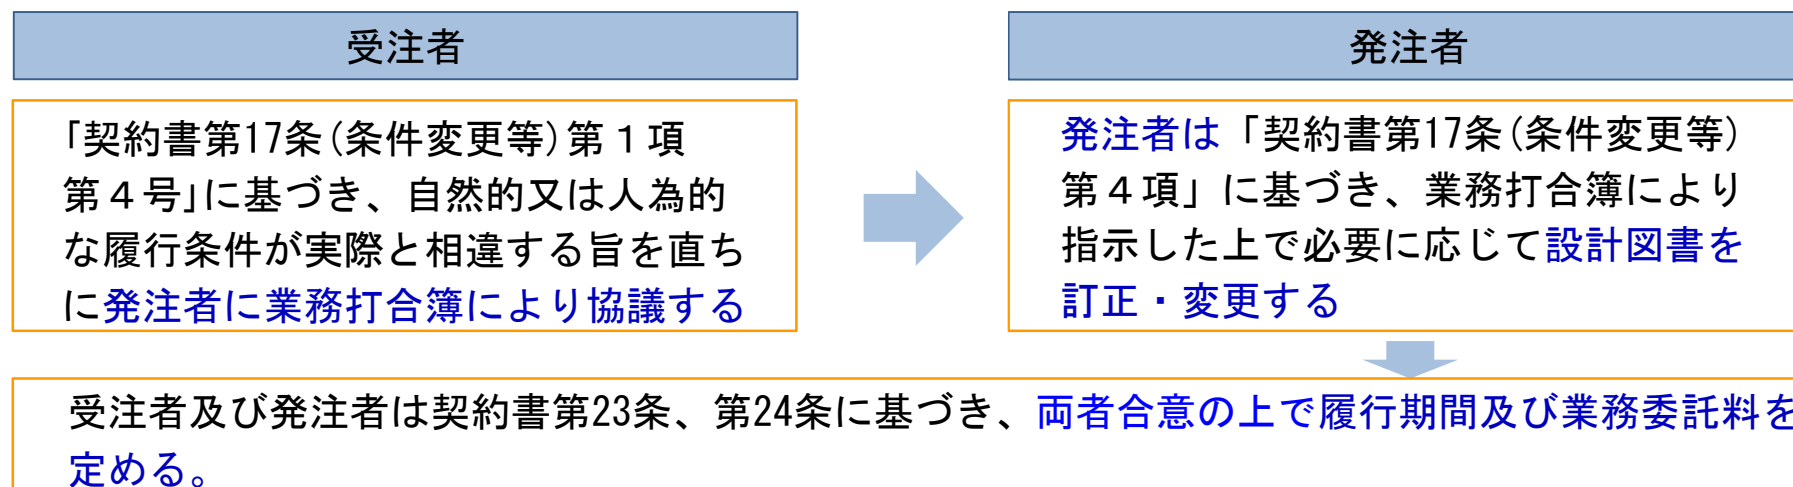 受注者
「契約書第17条(条件変更等)第１項
第４号」に基づき、自然的又は人為的
な履行条件が実際と相違する旨を直ち
に発注者に業務打合簿により協議する
発注者
発注者は「契約書第17条(条件変更等)
第４項」に基づき、業務打合簿により
指示した上で必要に応じて設計図書を
訂正・変更する
受注者及び発注者は契約書第23条、第24条に基づき、両者合意の上で履行期間及び業務委託料を
定める。